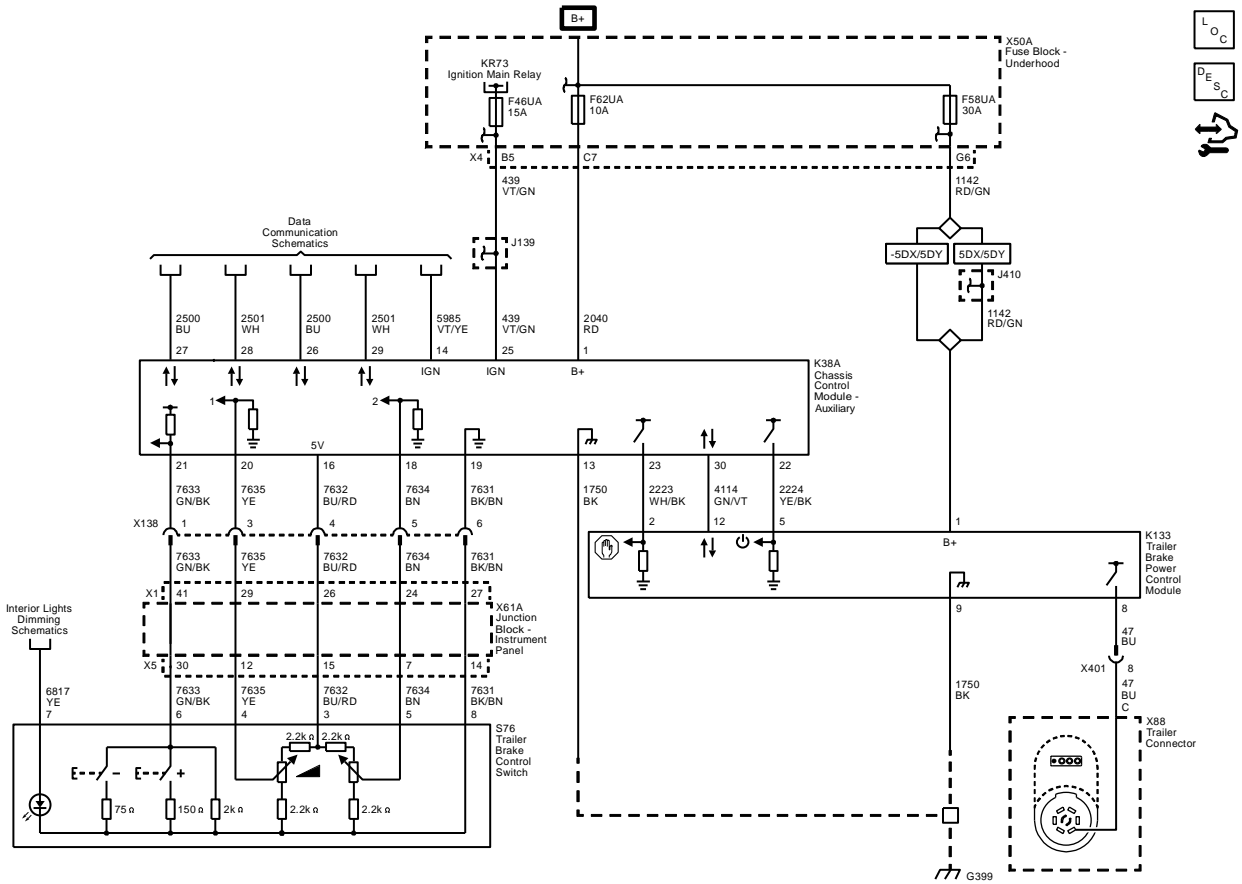 B+
L O C
X50A
Fuse Block -
Underhood
KR73
Ignition Main Relay
D E S C
F46UA
15A
F62UA
10A
F58UA
30A
X4 B5 C7 G6
439
VT/GN
1142
RD/GN
Data
Communication
Schematics
J139
-5DX/5DY 5DX/5DY
J410
1142
RD/GN
2500 2501 2500 2501 5985 439 2040
BU WH BU WH VT/YE VT/GN RD
27 28 26 29 14 25 1
IGN IGN B+
K38A
Chassis
Control
Module -
Auxiliary
1 2
5V
21 20 16 18 19 13 23 30 22
7633 7635 7632 7634 7631 1750 2223 4114 2224
GN/BK YE BU/RD BN BK/BN BK WH/BK GN/VT YE/BK
X138 1 3 4 5 6 2 12 5 1
B+
K133
Trailer
Brake
Power
Control
Module
7633 7635 7632 7634 7631
GN/BK YE BU/RD BN BK/BN
X1 41 29 26 24 27
9 8
Interior Lights
Dimming
Schematics
X61A
Junction
Block -
Instrument
Panel
47
BU
X5 30 12 15 7 14
X401 8
6817 7633 7635 7632 7634 7631 1750 47
YE GN/BK YE BU/RD BN BK/BN BK BU
7 6 4 3 5 8 C
S76
Trailer
Brake
Control
Switch
X88
Trailer
Connector
2.2k Ω 2.2k Ω
- +
75 Ω 150 Ω 2k Ω 2.2k Ω 2.2k Ω
G399